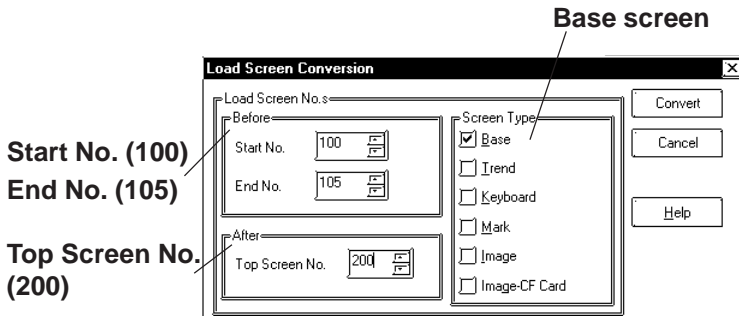 Base screen
Load Screen Conversion
Load Screen No.s
Before
Start No. 100
End No. 105
After
Top Screen No. 200
Screen Type
Base
Trend
Keyboard
Mark
Image
Image-CF Card
Convert
Cancel
Help
Start No. (100)
End No. (105)
Top Screen No.
(200)